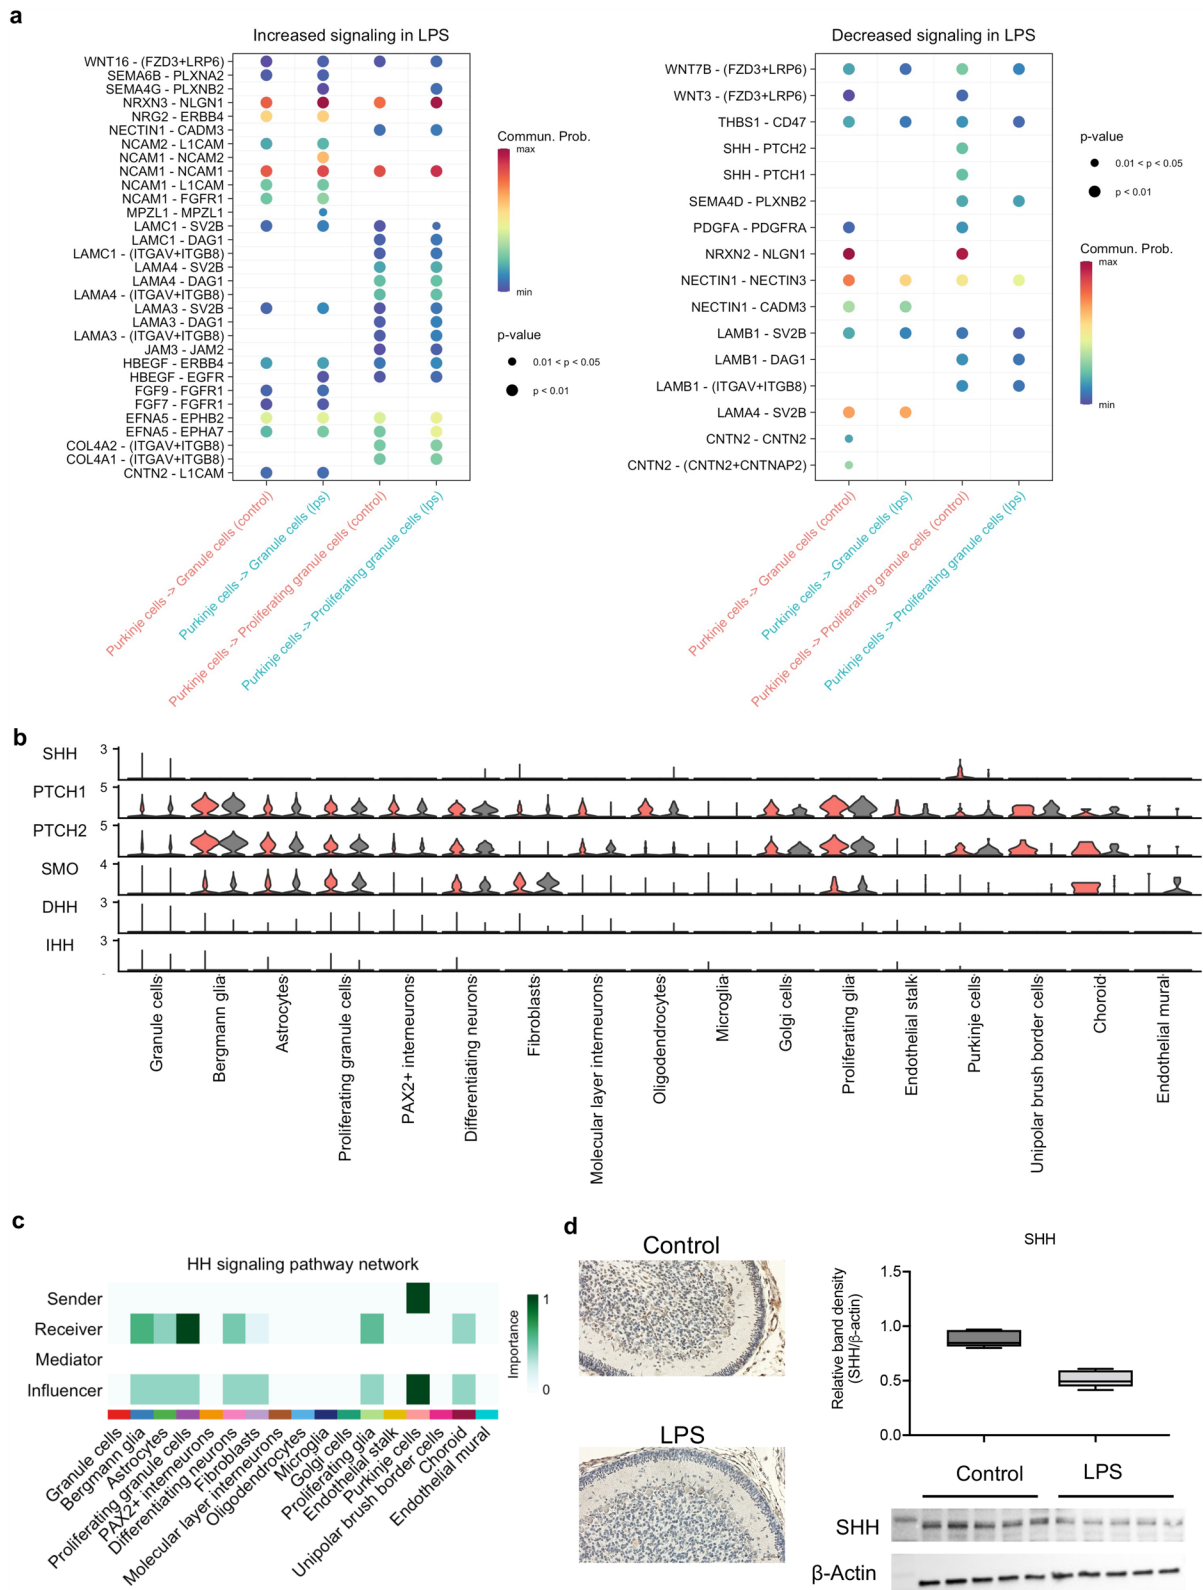 a
Increased signaling in LPS
WNT16 - (FZD3+LRP6)
SEMA6B - PLXNA2
SEMA4G - PLXNB2
NRXN3 - NLGN1
NRG2 - ERBB4
NECTIN1 - CADM3
NCAM2 - L1CAM
NCAM1 - NCAM2
NCAM1 - NCAM1
NCAM1 - L1CAM
NCAM1 - FGFR1
MPZL1 - MPZL1
LAMC1 - SV2B
LAMC1 - DAG1
LAMC1 - (ITGAV+ITGB8)
LAMA4 - SV2B
LAMA4 - DAG1
LAMA4 - (ITGAV+ITGB8)
LAMA3 - SV2B
LAMA3 - DAG1
LAMA3 - (ITGAV+ITGB8)
JAM3 - JAM2
HBEGF - ERBB4
HBEGF - EGFR
FGF9 - FGFR1
FGF7 - FGFR1
EFNA5 - EPHB2
EFNA5 - EPHA7
COL4A2 - (ITGAV+ITGB8)
COL4A1 - (ITGAV+ITGB8)
CNTN2 - L1CAM
Purkinje cells -> Granule cells (control)
Purkinje cells -> Granule cells (lps)
Purkinje cells -> Proliferating granule cells (control)
Purkinje cells -> Proliferating granule cells (lps)
Commun. Prob.
max
min
p-value
0.01 < p < 0.05
p < 0.01
Decreased signaling in LPS
WNT7B - (FZD3+LRP6)
WNT3 - (FZD3+LRP6)
THBS1 - CD47
SHH - PTCH2
SHH - PTCH1
SEMA4D - PLXNB2
PDGFA - PDGFRA
NRXN2 - NLGN1
NECTIN1 - NECTIN3
NECTIN1 - CADM3
LAMB1 - SV2B
LAMB1 - DAG1
LAMB1 - (ITGAV+ITGB8)
LAMA4 - SV2B
CNTN2 - CNTN2
CNTN2 - (CNTN2+CNTNAP2)
Purkinje cells -> Granule cells (control)
Purkinje cells -> Granule cells (lps)
Purkinje cells -> Proliferating granule cells (control)
Purkinje cells -> Proliferating granule cells (lps)
p-value
0.01 < p < 0.05
p < 0.01
Commun. Prob.
max
min
b
SHH 3
PTCH1 5
PTCH2 5
SMO 4
DHH 3
IHH 3
Granule cells
Bergmann glia
Astrocytes
Proliferating granule cells
PAX2+ interneurons
Differentiating neurons
Fibroblasts
Molecular layer interneurons
Oligodendrocytes
Microglia
Golgi cells
Proliferating glia
Endothelial stalk
Purkinje cells
Unipolar brush border cells
Choroid
Endothelial mural
c
HH signaling pathway network
Sender
Receiver
Mediator
Influencer
Importance
1
0
Granule cells
Bergmann glia
Astrocytes
Proliferating granule cells
PAX2+ interneurons
Differentiating neurons
Fibroblasts
Molecular layer interneurons
Oligodendrocytes
Microglia
Golgi cells
Proliferating glia
Endothelial stalk
Purkinje cells
Unipolar brush border cells
Choroid
Endothelial mural
d
Control
LPS
SHH
Relative band density
(SHH/β-actin)
1.5
1.0
0.5
0.0
Control LPS
SHH
β-Actin